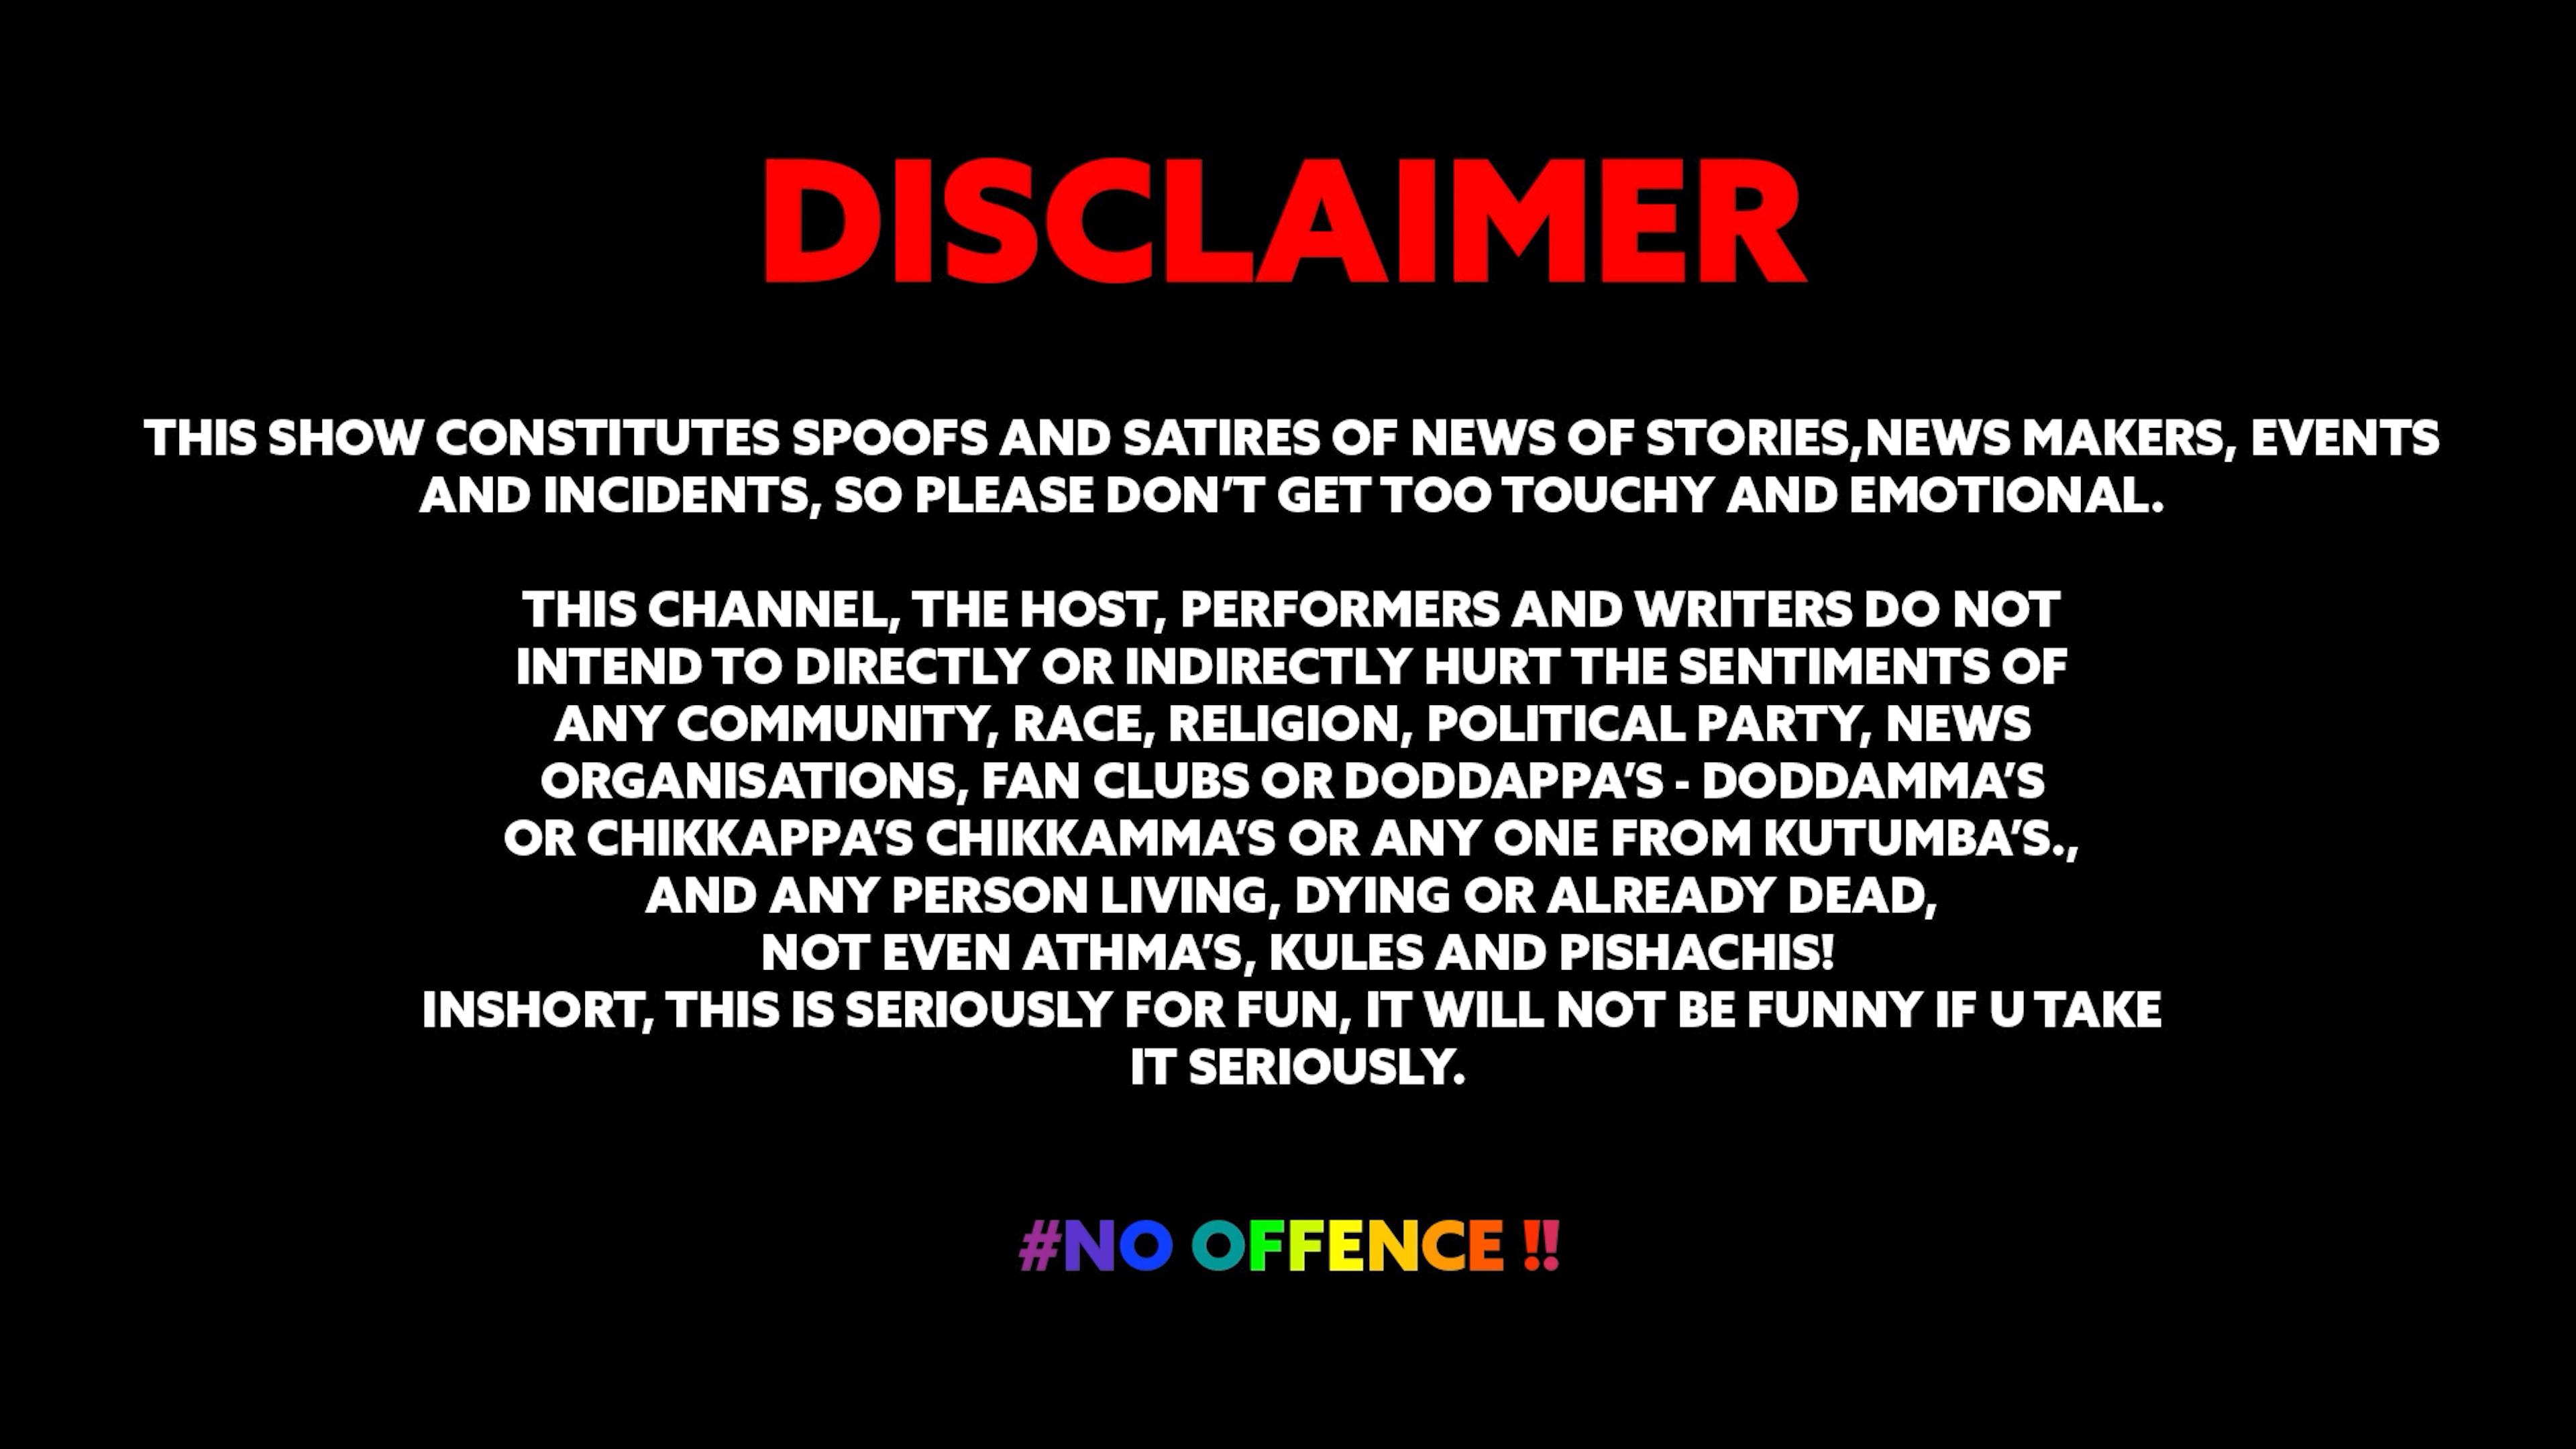 DISCLAIMER
THIS SHOW CONSTITUTES SPOOFS AND SATIRES OF NEWS OF STORIES,NEWS MAKERS, EVENTS
AND INCIDENTS, SO PLEASE DON'T GET TOO TOUCHY AND EMOTIONAL.
THIS CHANNEL, THE HOST, PERFORMERS AND WRITERS DO NOT
INTEND TO DIRECTLY OR INDIRECTLY HURT THE SENTIMENTS OF
ANY COMMUNITY, RACE, RELIGION, POLITICAL PARTY, NEWS
ORGANISATIONS, FAN CLUBS OR DODDAPPA'S - DODDAMMA'S
OR CHIKKAPPA'S CHIKKAMMA'S OR ANY ONE FROM KUTUMBA'S.,
AND ANY PERSON LIVING, DYING OR ALREADY DEAD,
NOT EVEN ATHMA'S, KULES AND PISHACHIS!
INSHORT, THIS IS SERIOUSLY FOR FUN, IT WILL NOT BE FUNNY IF U TAKE
IT SERIOUSLY.
#NO OFFENCE !!